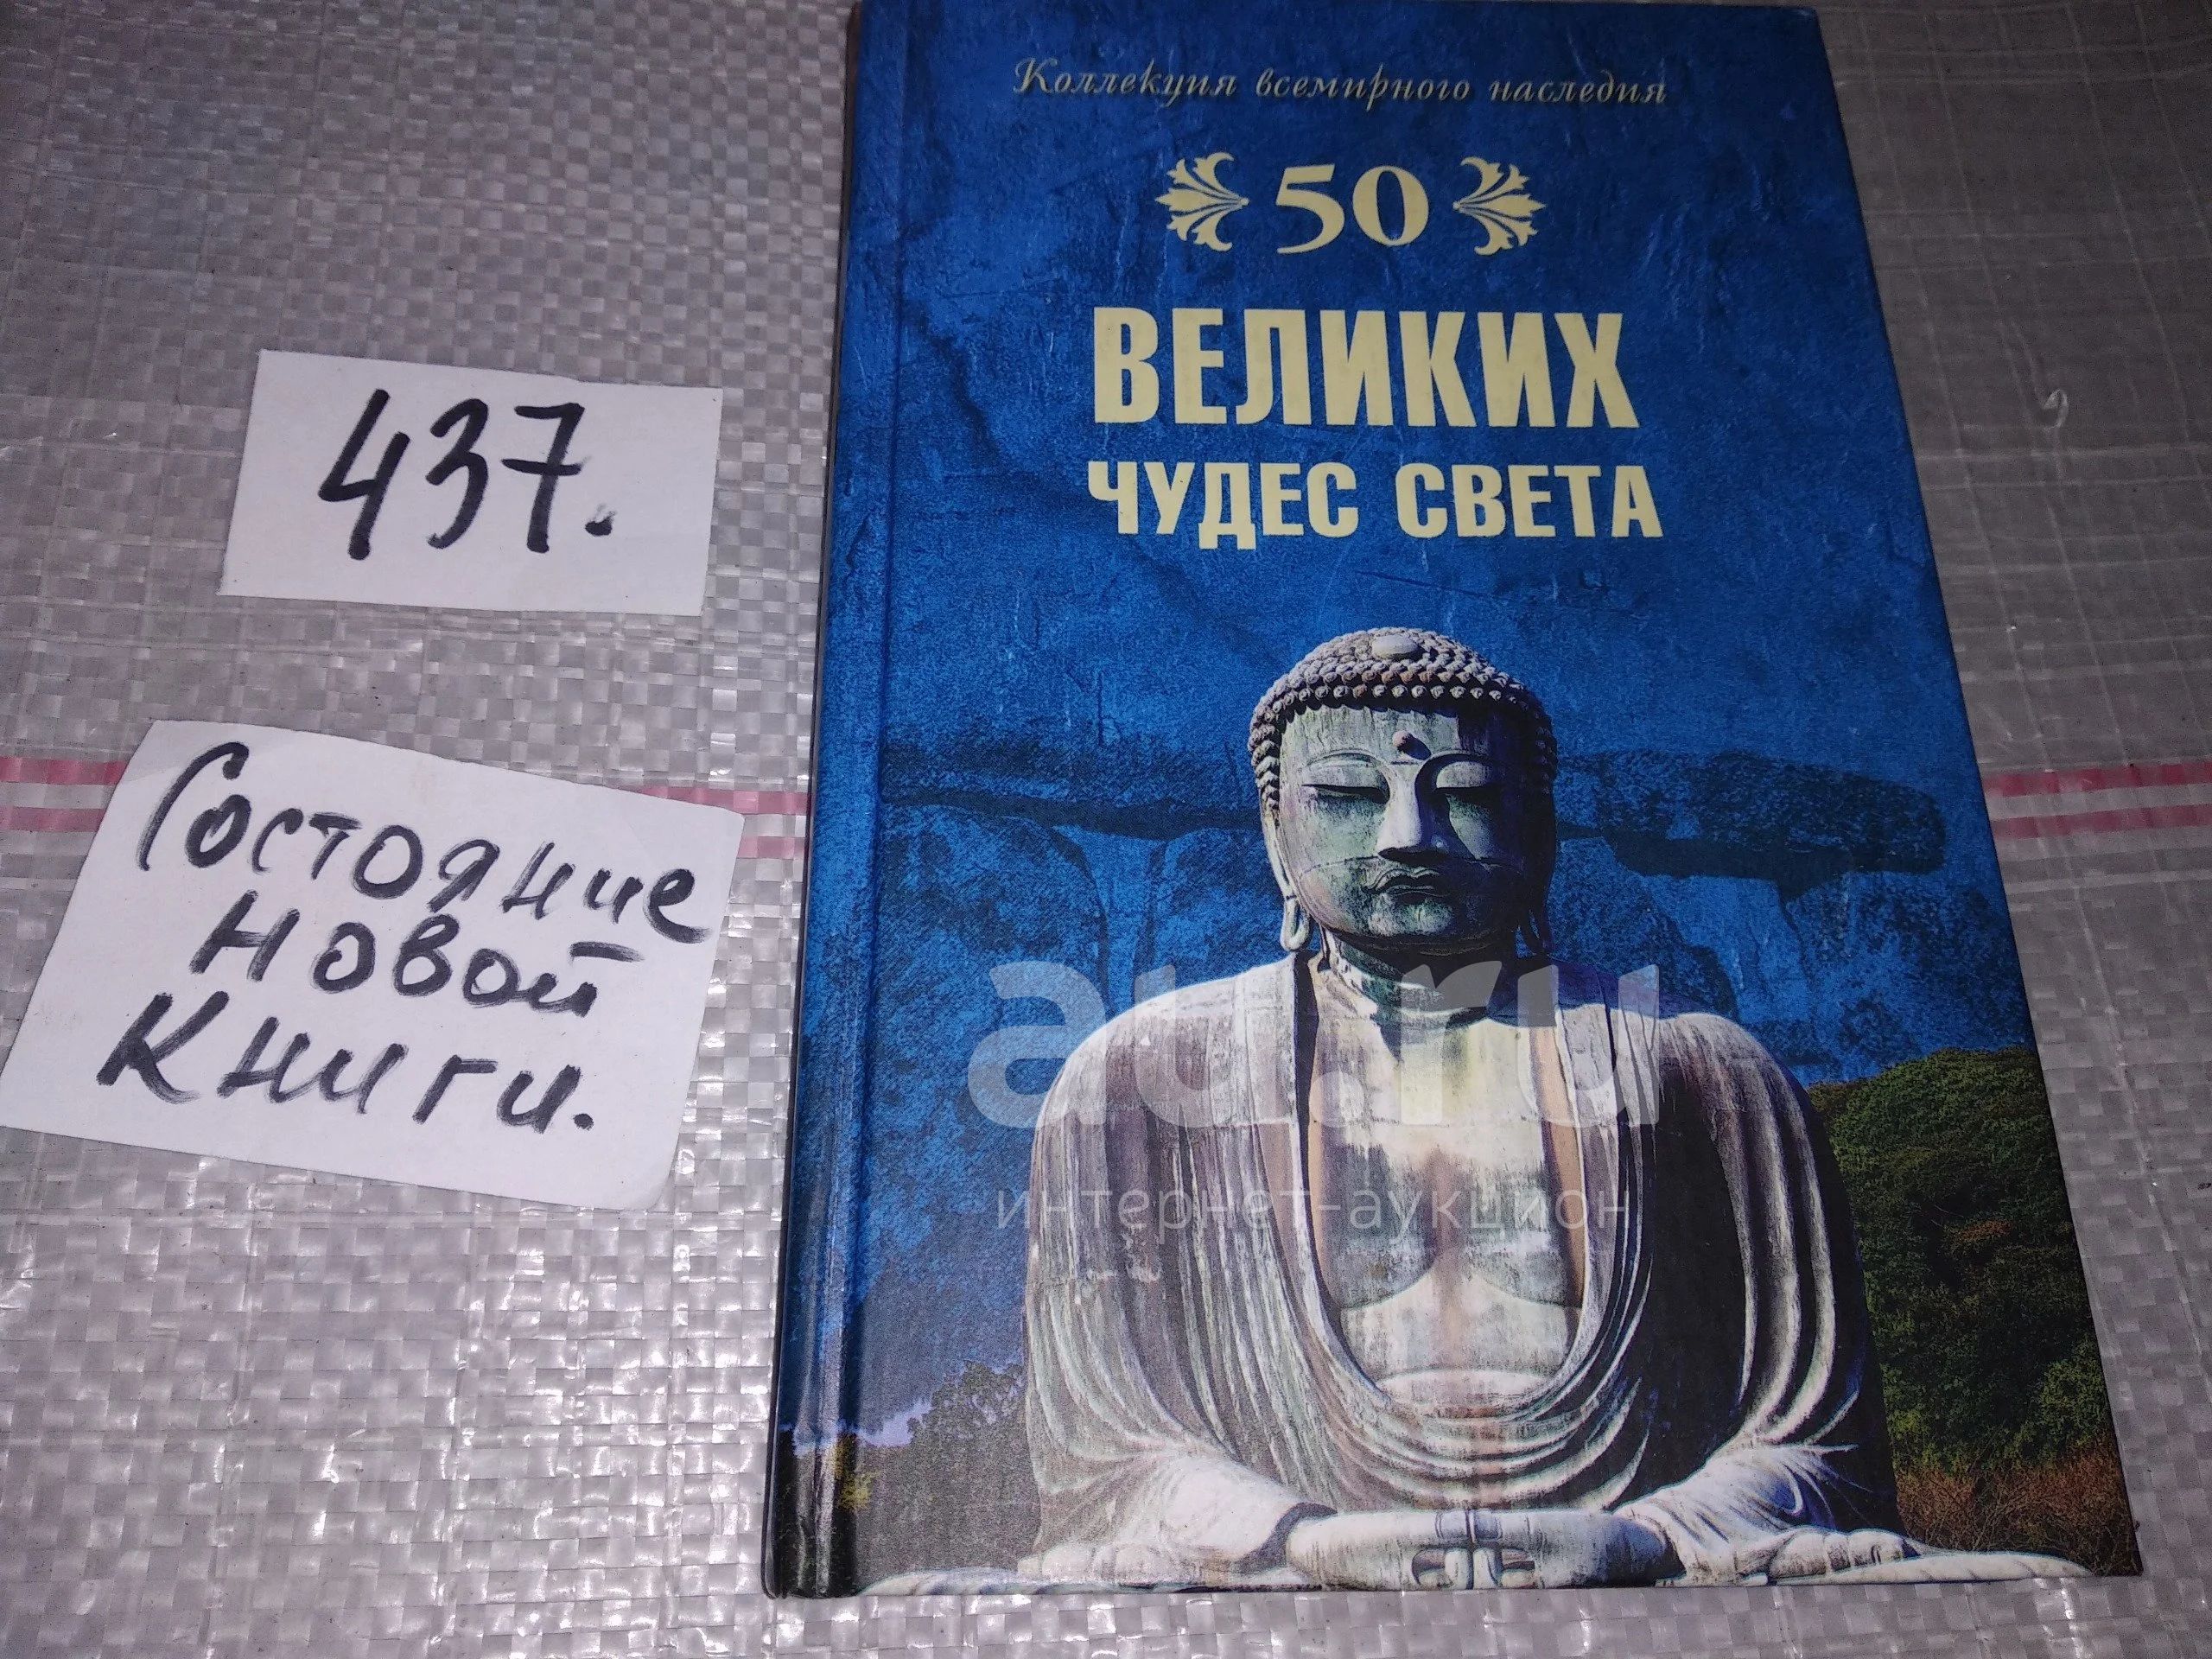 Коллекция всемирного наследия
50
ВЕЛИКИХ
ЧУДЕС СВЕТА
437.
Состояние
новой
книги.
au.ru
интернет-аукцион